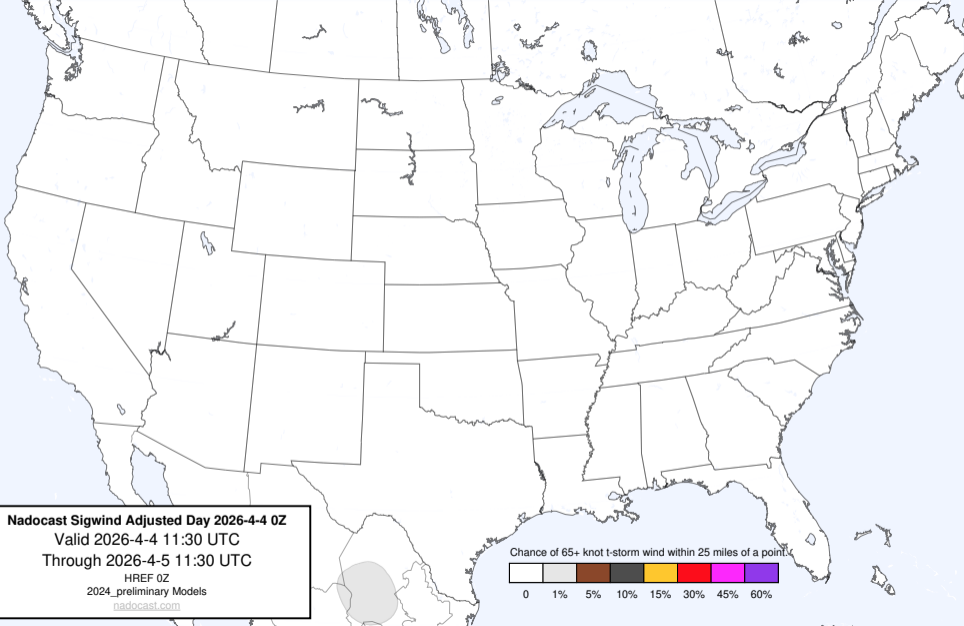 Nadocast Sigwind Adjusted Day 2026-4-4 0Z
Valid 2026-4-4 11:30 UTC
Through 2026-4-5 11:30 UTC
HREF 0Z
2024_preliminary Models
nadocast.com
Chance of 65+ knot t-storm wind within 25 miles of a point.
0 1% 5% 10% 15% 30% 45% 60%